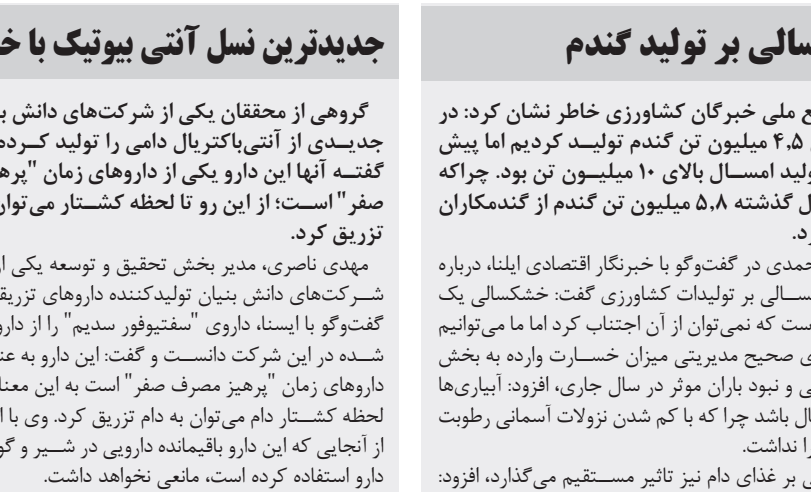 سالی بر تولید گندم
ع ملی خبرگان کشاورزی خاطر نشان کرد: در
۴,۵ میلیون تن گندم تولیـد کردیم اما پیش
ولید امسـال بالای ۱۰ میلیـون تن بود. چراکه
ل گذشته ۵,۸ میلیون تن گندم از گندمکاران
د.
حمدی در گفت‌وگو با خبرنگار اقتصادی ایلنا، درباره
سـالی بر تولیدات کشاورزی گفت: خشکسالی یک
ست که نمی‌توان از آن اجتناب کرد اما ما می‌توانیم
ی صحیح مدیریتی میزان خسـارت وارده به بخش
ی و نبود باران موثر در سال جاری، افزود: آبیاری‌ها
ال باشد چرا که با کم شدن نزولات آسمانی رطوبت
را نداشت.
ی بر غذای دام نیز تاثیر مسـتقیم می‌گذارد، افزود:
جدیدترین نسل آنتی بیوتیک با خ
گروهی از محققان یکی از شرکت‌های دانش ب
جدیـدی از آنتی‌باکتریال دامی را تولید کـرده
گفتـه آنها این دارو یکی از داروهای زمان "پره
صفر" اسـت؛ از این رو تا لحظه کشـتار می‌توا
تزریق کرد.
مهدی ناصری، مدیر بخش تحقیق و توسعه یکی از
شـرکت‌های دانش بنیان تولیدکننده داروهای تزریق
گفت‌وگو با ایسنا، داروی "سفتیوفور سدیم" را از دارو
شـده در این شرکت دانسـت و گفت: این دارو به عن
داروهای زمان "پرهیز مصرف صفر" است به این معنا
لحظه کشـتار دام می‌توان به دام تزریق کرد. وی با ا
از آنجایی که این دارو باقیمانده دارویی در شـیر و گو
دارو استفاده کرده است، مانعی نخواهد داشت.